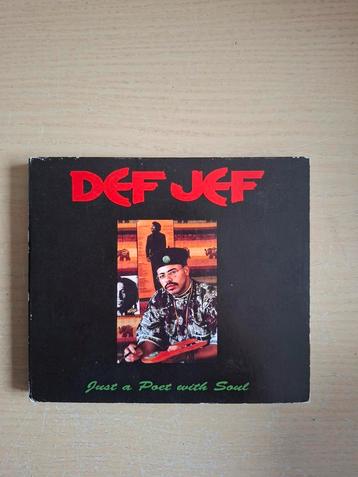 DEF JEF
Just a Poet with Soul